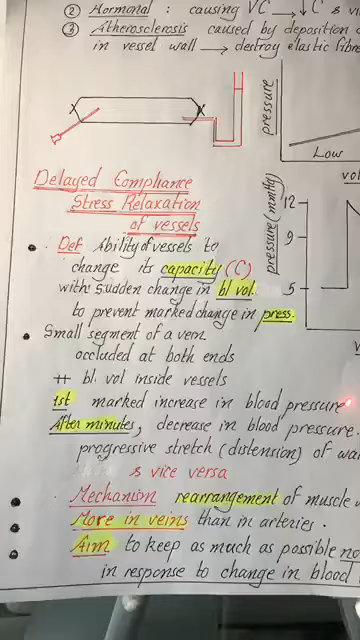 ② Hormonal : causing VC → ↓ C & vi
③ Atherosclerosis caused by deposition o
in vessel wall → destroy elastic fibre
pressure
Low
vol
Delayed Compliance
Stress Relaxation
of vessels
pressure (mmHg)
12
9
5
V
Def Ability of vessels to
change its capacity (C)
with sudden change in bl vol.
to prevent marked change in press.
Small segment of a vein
occluded at both ends
bl. vol inside vessels
1st marked increase in blood pressure
After minutes, decrease in blood pressure.
progressive stretch (distension) of wa
& vice versa
Mechanism rearrangement of muscle
More in veins than in arteries.
Aim to keep as much as possible no
in response to change in blood